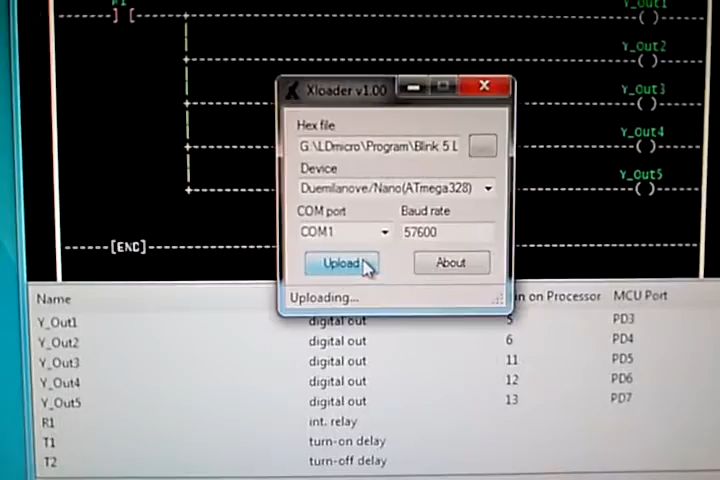 R1
] [
Y_Out1
( )
Y_Out2
( )
Y_Out3
( )
Y_Out4
( )
Y_Out5
( )
[END]
Xloader v1.00
Hex file
G:\LDmicro\Program\Blink 5 L
Device
Duemilanove/Nano(ATmega328)
COM port Baud rate
COM1 57600
Upload About
Uploading...
Name on Processor MCU Port
Y_Out1 digital out 5 PD3
Y_Out2 digital out 6 PD4
Y_Out3 digital out 11 PD5
Y_Out4 digital out 12 PD6
Y_Out5 digital out 13 PD7
R1 int. relay
T1 turn-on delay
T2 turn-off delay